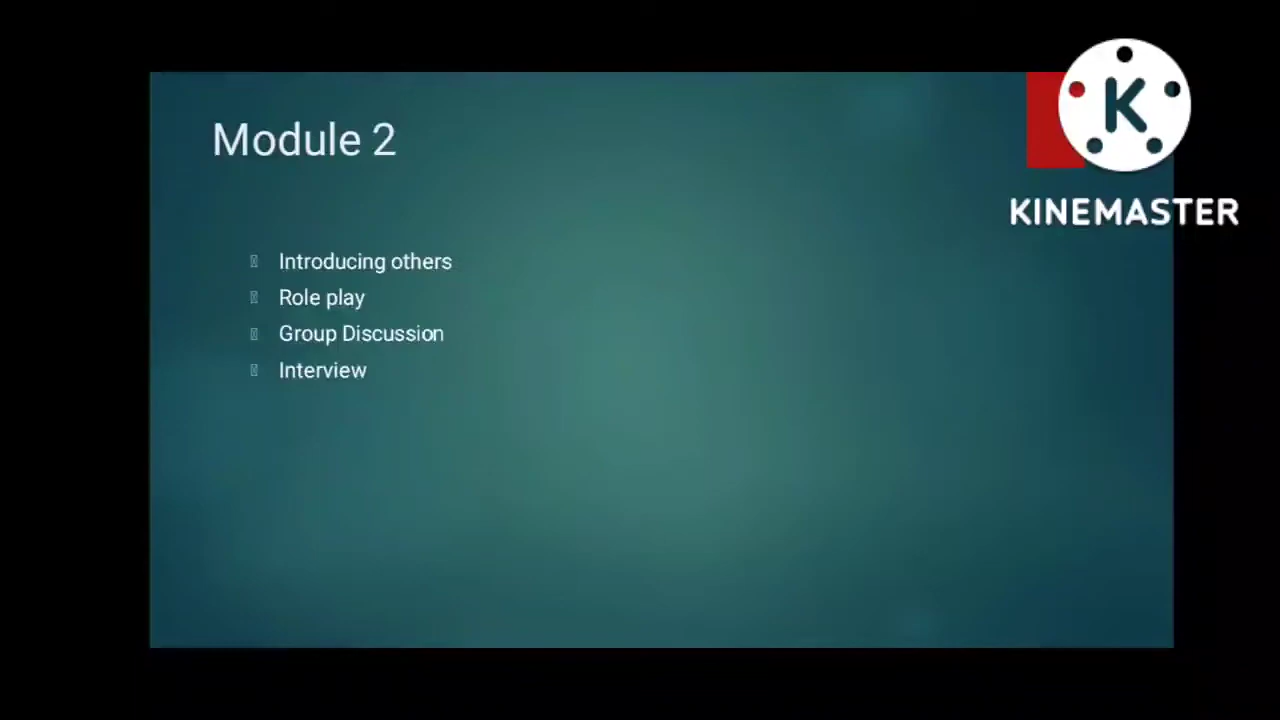 Module 2
K
KINEMASTER
Introducing others
Role play
Group Discussion
Interview